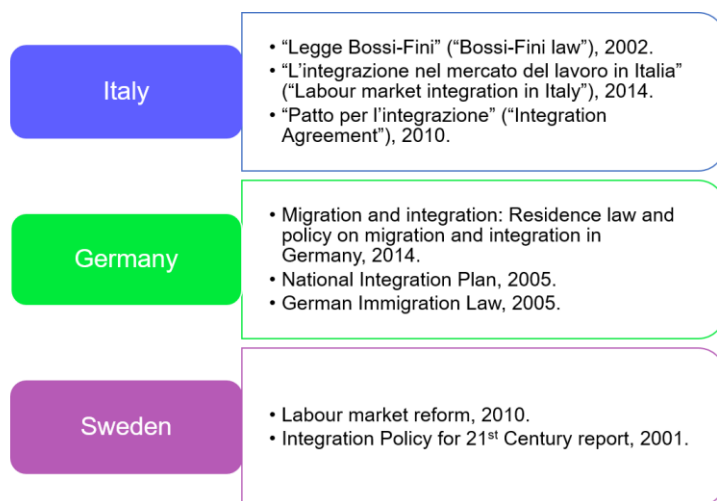 Italy
• “Legge Bossi-Fini” (“Bossi-Fini law”), 2002.
• “L’integrazione nel mercato del lavoro in Italia”
(“Labour market integration in Italy”), 2014.
• “Patto per l’integrazione” (“Integration
Agreement”), 2010.
Germany
• Migration and integration: Residence law and
policy on migration and integration in
Germany, 2014.
• National Integration Plan, 2005.
• German Immigration Law, 2005.
Sweden
• Labour market reform, 2010.
• Integration Policy for 21st Century report, 2001.